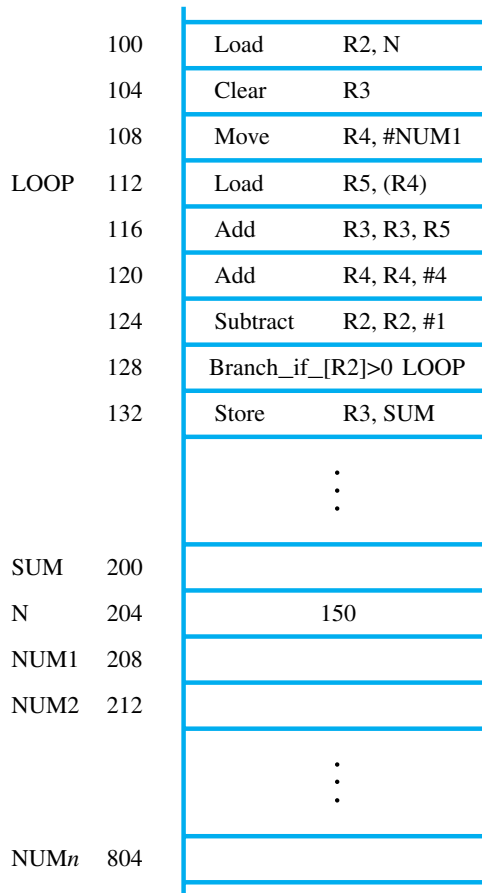 100 Load R2, N
104 Clear R3
108 Move R4, #NUM1
LOOP 112 Load R5, (R4)
116 Add R3, R3, R5
120 Add R4, R4, #4
124 Subtract R2, R2, #1
128 Branch_if_[R2]>0 LOOP
132 Store R3, SUM
SUM 200
N 204 150
NUM1 208
NUM2 212
NUMn 804